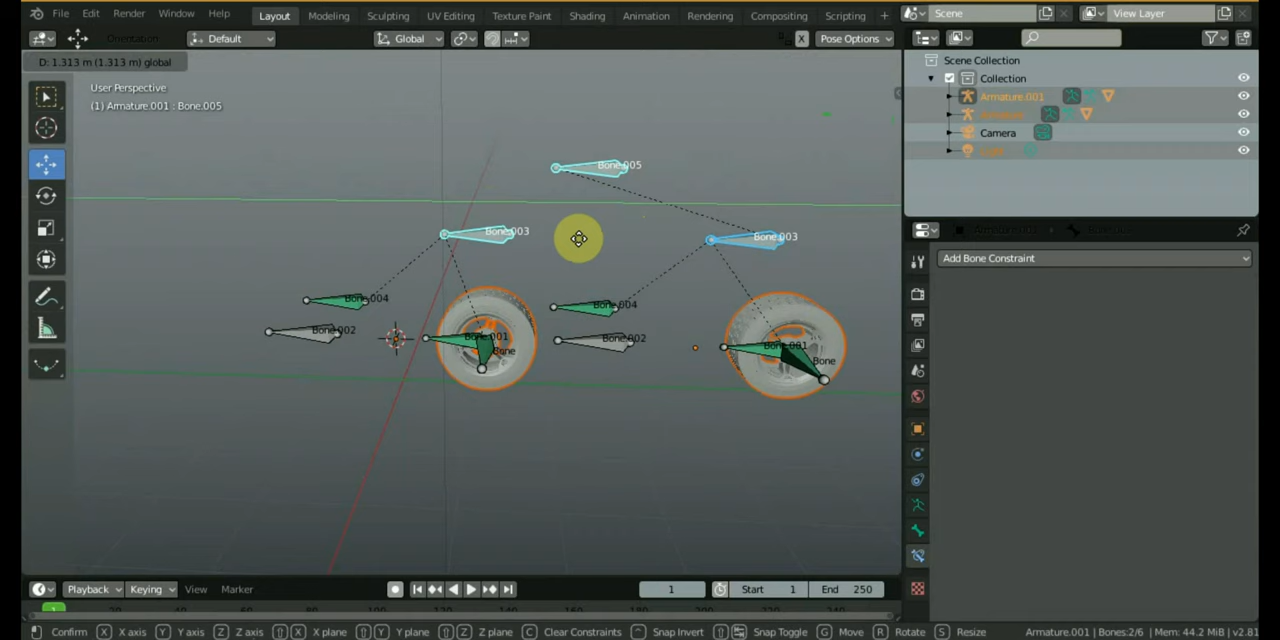 File Edit Render Window Help Layout Modeling Sculpting UV Editing Texture Paint Shading Animation Rendering Compositing Scripting + Scene View Layer
Orientation Default Global X Pose Options
D: 1.313 m (1.313 m) global
User Perspective
(1) Armature.001 : Bone.005
Scene Collection
Collection
Armature.001
Camera
Add Bone Constraint
Bone.005
Bone.003
Bone.003
Bone.004
Bone.004
Bone.002
Bone.002
Bone.001
Bone.001
Bone
Bone
Playback Keying View Marker 1 Start 1 End 250
Confirm X X axis Y Y axis Z Z axis X X plane Y Y plane Z Z plane C Clear Constraints ^ Snap Invert Snap Toggle G Move R Rotate S Resize Armature.001 | Bones:2/6 | Mem: 44.2 MiB | v2.81